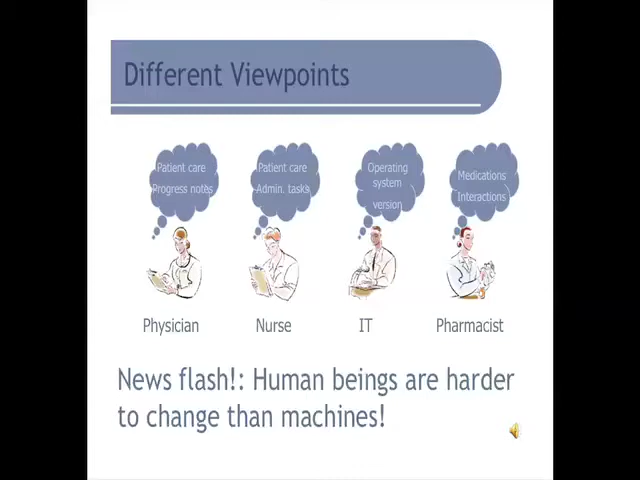 Different Viewpoints
Patient care
Progress notes
Patient care
Admin. tasks
Operating
system
version
Medications
Interactions
Physician
Nurse
IT
Pharmacist
News flash!: Human beings are harder
to change than machines!